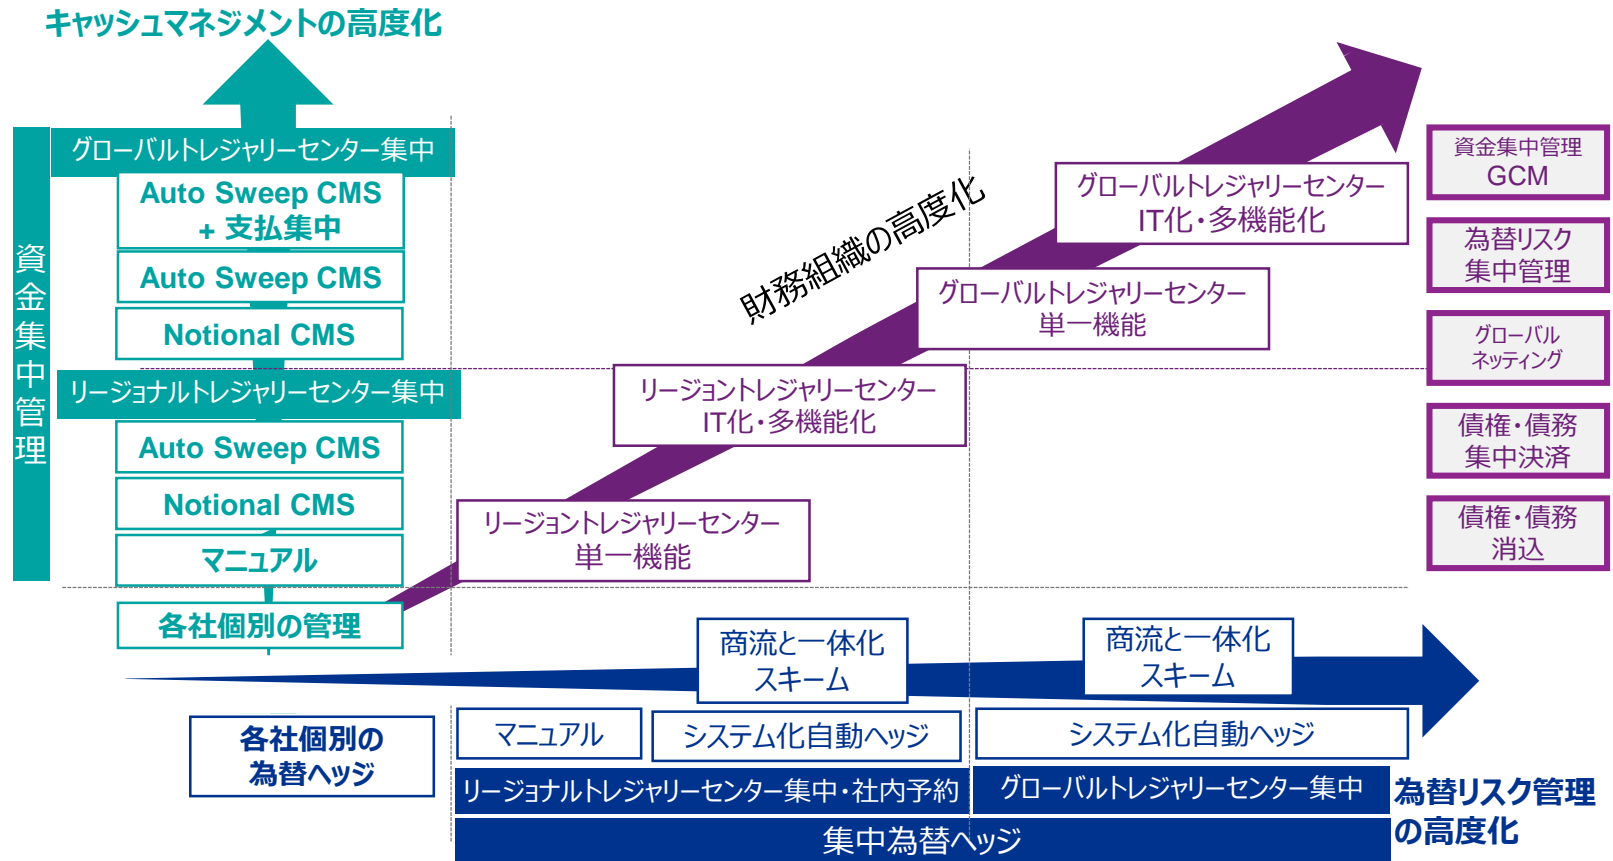 キャッシュマネジメントの高度化
資金集中管理
グローバルトレジャリーセンター集中
Auto Sweep CMS
+ 支払集中
Auto Sweep CMS
Notional CMS
リージョナルトレジャリーセンター集中
Auto Sweep CMS
Notional CMS
マニュアル
各社個別の管理
財務組織の高度化
グローバルトレジャリーセンター
IT化・多機能化
グローバルトレジャリーセンター
単一機能
リージョントレジャリーセンター
IT化・多機能化
リージョントレジャリーセンター
単一機能
資金集中管理
GCM
為替リスク
集中管理
グローバル
ネッティング
債権・債務
集中決済
債権・債務
消込
商流と一体化
スキーム
商流と一体化
スキーム
各社個別の
為替ヘッジ
マニュアル
システム化自動ヘッジ
システム化自動ヘッジ
リージョナルトレジャリーセンター集中・社内予約
グローバルトレジャリーセンター集中
集中為替ヘッジ
為替リスク管理
の高度化